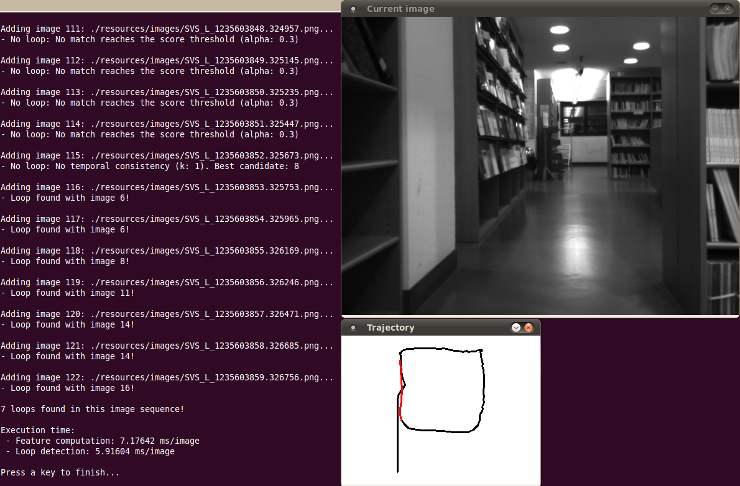 Adding image 111: ./resources/images/SVS_L_1235603848.324957.png...
- No loop: No match reaches the score threshold (alpha: 0.3)
Adding image 112: ./resources/images/SVS_L_1235603849.325145.png...
- No loop: No match reaches the score threshold (alpha: 0.3)
Adding image 113: ./resources/images/SVS_L_1235603850.325235.png...
- No loop: No match reaches the score threshold (alpha: 0.3)
Adding image 114: ./resources/images/SVS_L_1235603851.325447.png...
- No loop: No match reaches the score threshold (alpha: 0.3)
Adding image 115: ./resources/images/SVS_L_1235603852.325673.png...
- No loop: No temporal consistency (k: 1). Best candidate: 8
Adding image 116: ./resources/images/SVS_L_1235603853.325753.png...
- Loop found with image 6!
Adding image 117: ./resources/images/SVS_L_1235603854.325965.png...
- Loop found with image 6!
Adding image 118: ./resources/images/SVS_L_1235603855.326169.png...
- Loop found with image 8!
Adding image 119: ./resources/images/SVS_L_1235603856.326246.png...
- Loop found with image 11!
Adding image 120: ./resources/images/SVS_L_1235603857.326471.png...
- Loop found with image 14!
Adding image 121: ./resources/images/SVS_L_1235603858.326685.png...
- Loop found with image 14!
Adding image 122: ./resources/images/SVS_L_1235603859.326756.png...
- Loop found with image 16!
7 loops found in this image sequence!
Execution time:
- Feature computation: 7.17642 ms/image
- Loop detection: 5.91604 ms/image
Press a key to finish...
Current image
Trajectory